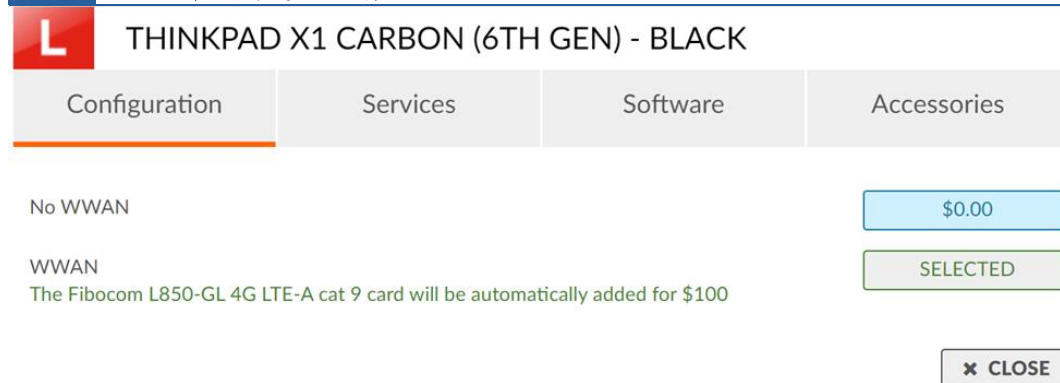 L THINKPAD X1 CARBON (6TH GEN) - BLACK
Configuration Services Software Accessories
No WWAN $0.00
WWAN SELECTED
The Fibocom L850-GL 4G LTE-A cat 9 card will be automatically added for $100
✖ CLOSE